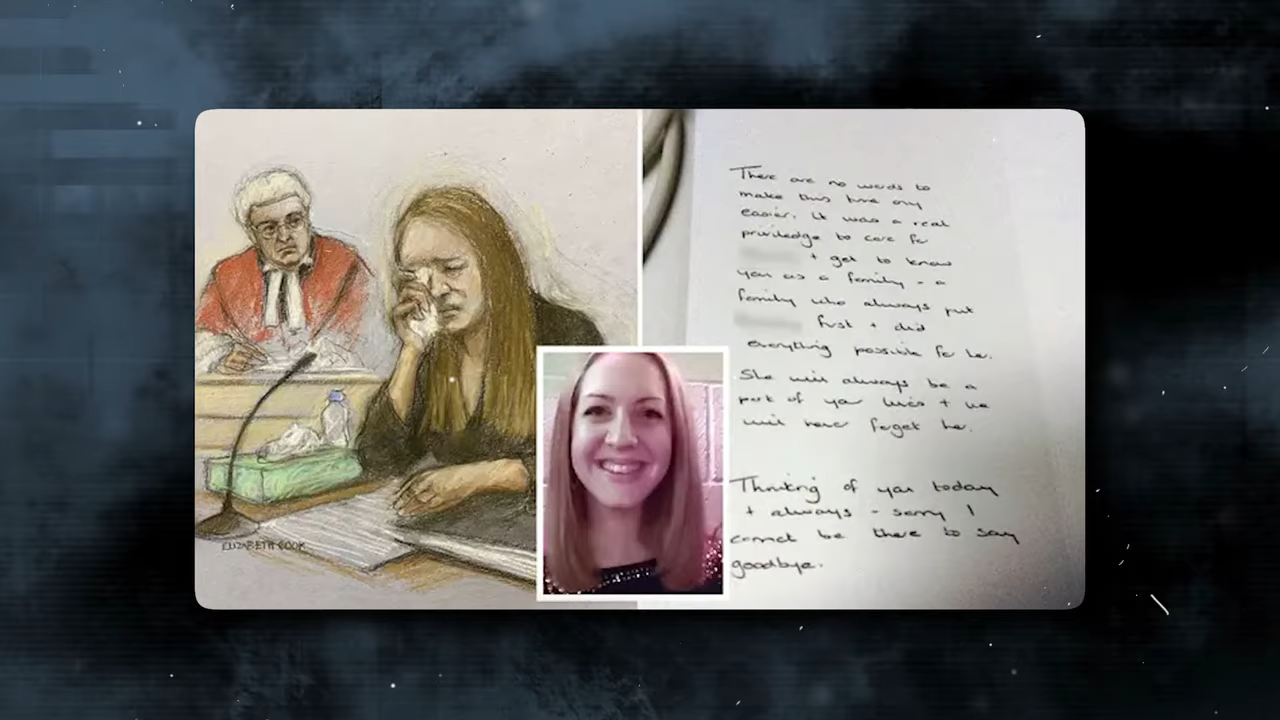 ELIZABETH COOK
There are no words to
make this time any
easier. It was a real
priviledge to care for
+ get to know
you as a family - a
family who always put
first + did
everything possible for her.
She will always be a
part of your lives + we
will never forget her.
Thinking of you today
+ always - sorry I
cannot be there to say
goodbye.